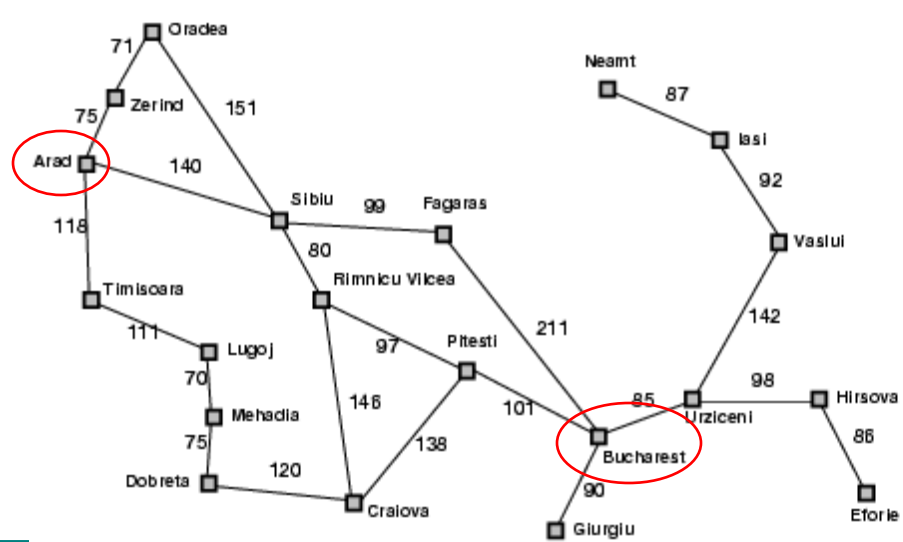 Oradea
71
Neamt
87
Zerind
75
151
Iasi
Arad
140
92
Sibiu
99
Fagaras
118
80
Vaslui
Rimnicu Vilcea
Timisoara
142
211
111
Pitesti
97
Lugoj
70
98
146
101
85
Hirsova
Urziceni
Mehadia
75
138
86
Bucharest
120
Dobreta
90
Craiova
Eforie
Giurgiu